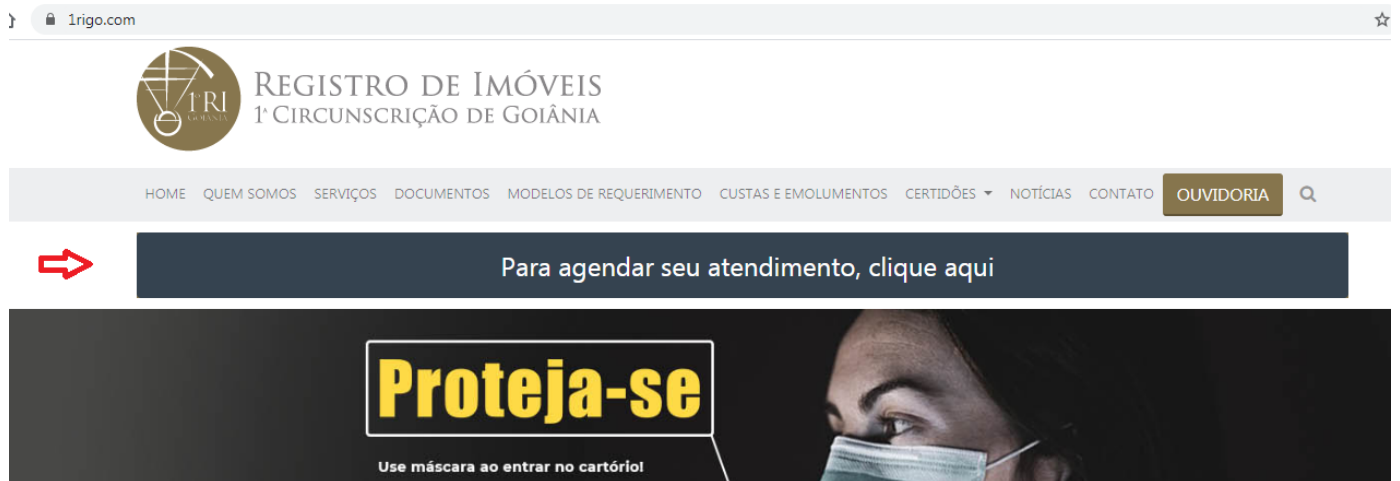 1rigo.com
1º RI
GOIÂNIA
REGISTRO DE IMÓVEIS
1ª CIRCUNSCRIÇÃO DE GOIÂNIA
HOME QUEM SOMOS SERVIÇOS DOCUMENTOS MODELOS DE REQUERIMENTO CUSTAS E EMOLUMENTOS CERTIDÕES NOTÍCIAS CONTATO OUVIDORIA
Para agendar seu atendimento, clique aqui
Proteja-se
Use máscara ao entrar no cartório!